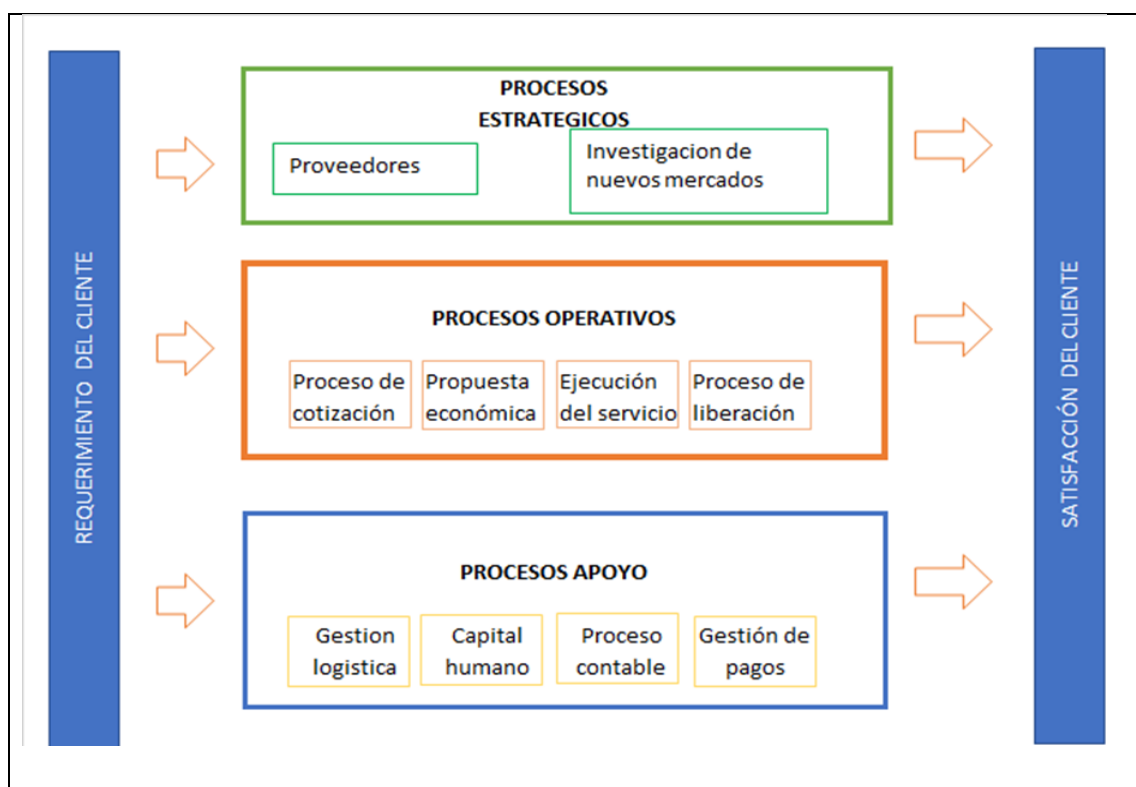 REQUERIMIENTO DEL CLIENTE
PROCESOS
ESTRATEGICOS
Proveedores
Investigacion de
nuevos mercados
PROCESOS OPERATIVOS
Proceso de
cotización
Propuesta
económica
Ejecución
del servicio
Proceso de
liberación
PROCESOS APOYO
Gestion
logistica
Capital
humano
Proceso
contable
Gestión de
pagos
SATISFACCIÓN DEL CLIENTE